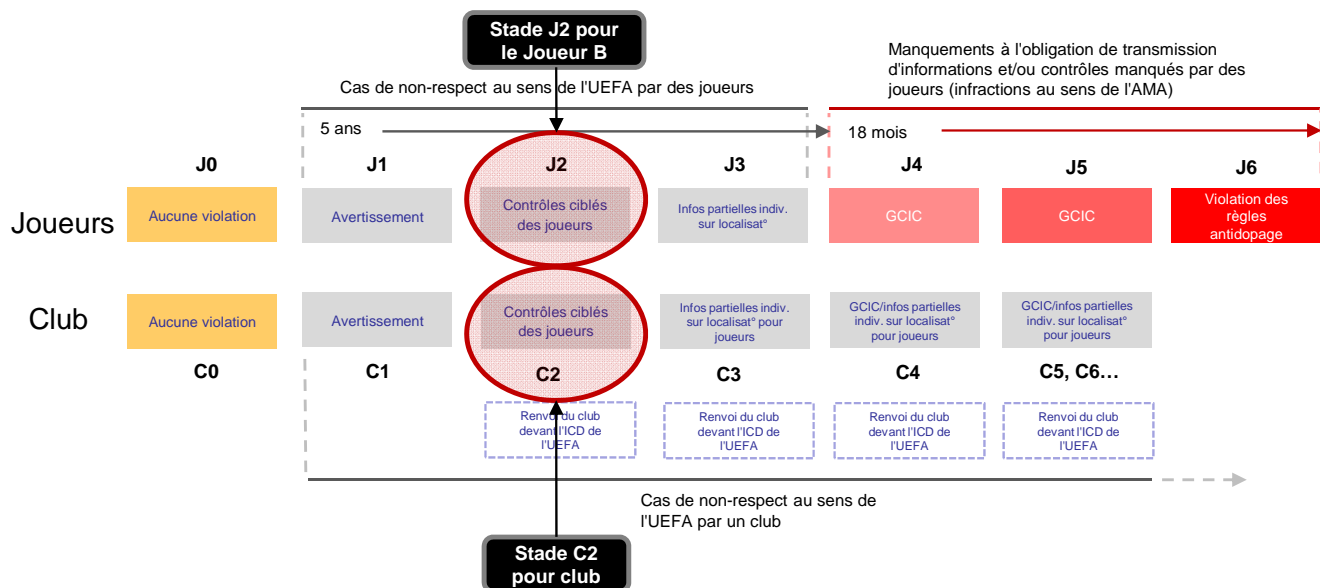 Stade J2 pour
le Joueur B
Manquements à l'obligation de transmission
d'informations et/ou contrôles manqués par des
joueurs (infractions au sens de l'AMA)
Cas de non-respect au sens de l'UEFA par des joueurs
5 ans
18 mois
J0
J1
J2
J3
J4
J5
J6
Joueurs
Aucune violation
Avertissement
Contrôles ciblés
des joueurs
Infos partielles indiv.
sur localisat°
GCIC
GCIC
Violation des
règles
antidopage
Club
Aucune violation
Avertissement
Contrôles ciblés
des joueurs
Infos partielles indiv.
sur localisat° pour
joueurs
GCIC/infos partielles
indiv. sur localisat°
pour joueurs
GCIC/infos partielles
indiv. sur localisat°
pour joueurs
C0
C1
C2
C3
C4
C5, C6…
Renvoi du club
devant l'ICD de
l'UEFA
Renvoi du club
devant l'ICD de
l'UEFA
Renvoi du club
devant l'ICD de
l'UEFA
Renvoi du club
devant l'ICD de
l'UEFA
Cas de non-respect au sens de
l'UEFA par un club
Stade C2
pour club